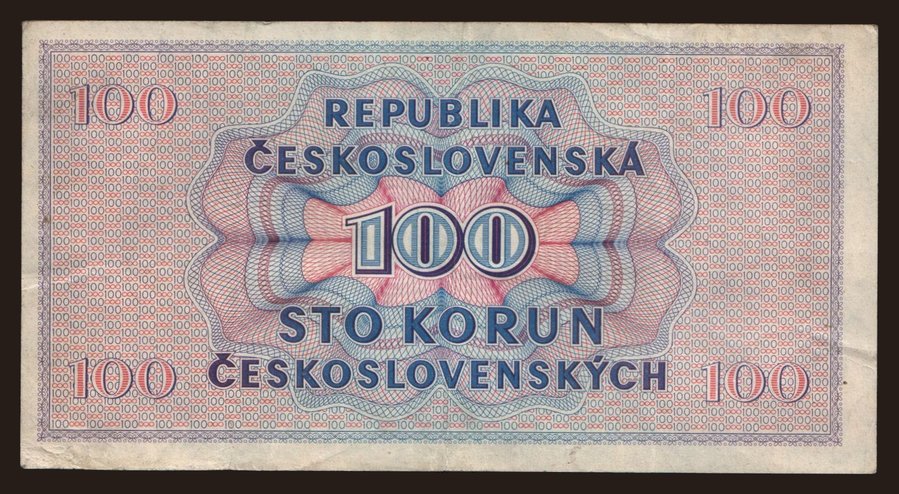 100 100
REPUBLIKA
ČESKOSLOVENSKÁ
100
STO KORUN
ČESKOSLOVENSKÝCH
100 100